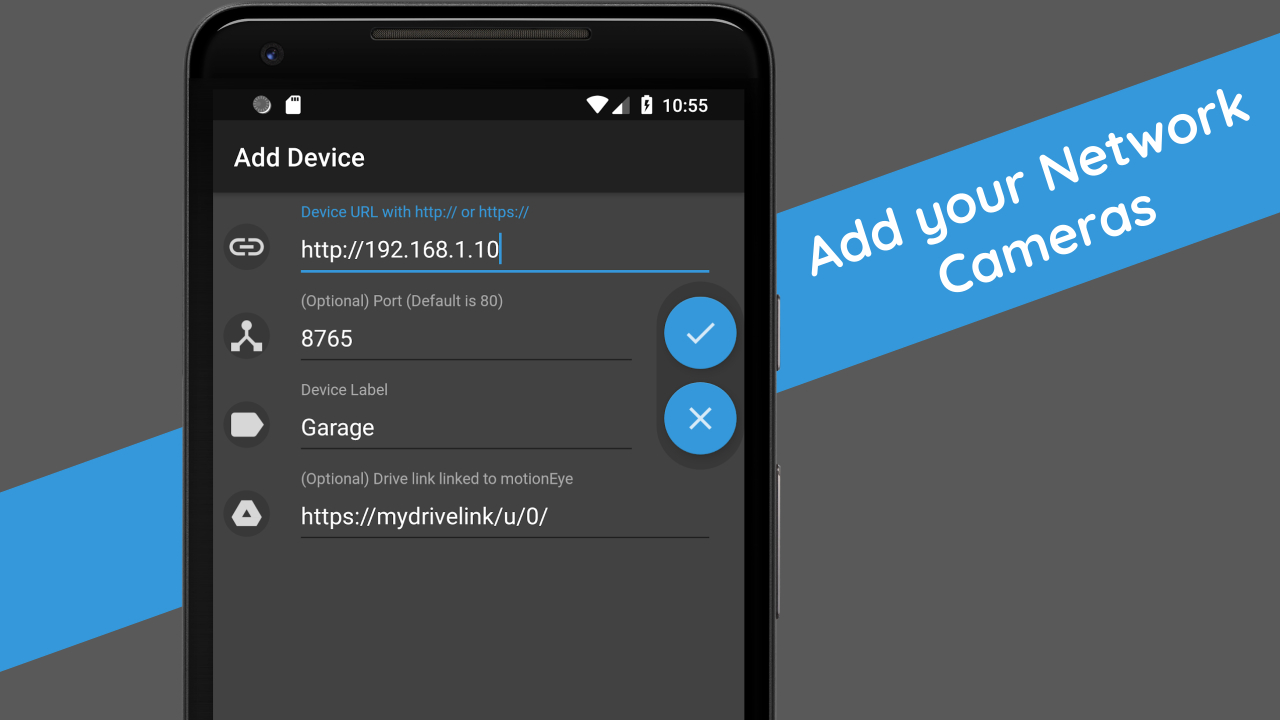 10:55
Add Device
Device URL with http:// or https://
http://192.168.1.10
(Optional) Port (Default is 80)
8765
Device Label
Garage
(Optional) Drive link linked to motionEye
https://mydrivelink/u/0/
Add your Network
Cameras